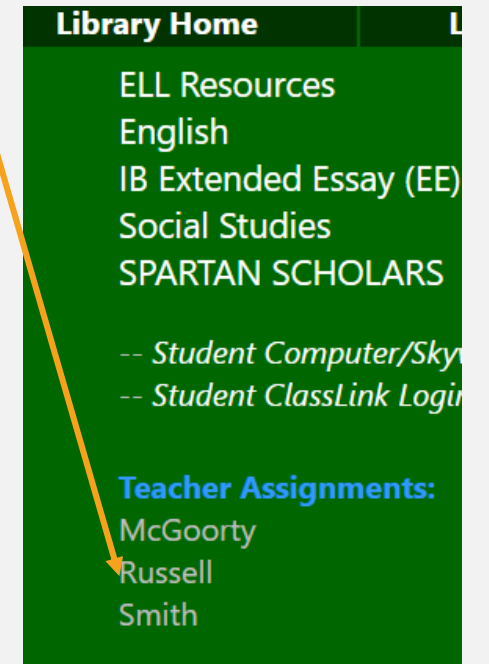 Library Home
ELL Resources
English
IB Extended Essay (EE)
Social Studies
SPARTAN SCHOLARS
-- Student Computer/
-- Student ClassLink
Teacher Assignments:
McGoorty
Russell
Smith